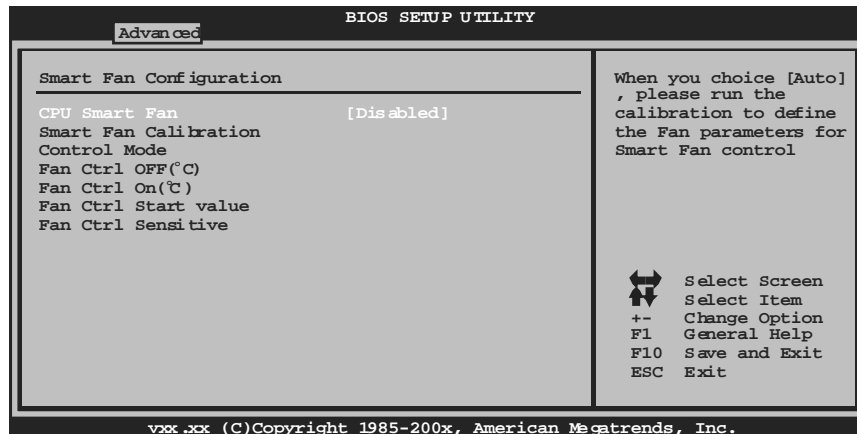 BIOS SETUP UTILITY
Advanced
Smart Fan Configuration
CPU Smart Fan [Disabled]
Smart Fan Calibration
Control Mode
Fan Ctrl OFF(°C)
Fan Ctrl On(℃)
Fan Ctrl Start value
Fan Ctrl Sensitive
When you choice [Auto]
, please run the
calibration to define
the Fan parameters for
Smart Fan control
Select Screen
Select Item
+- Change Option
F1 General Help
F10 Save and Exit
ESC Exit
vxx.xx (C)Copyright 1985-200x, American Megatrends, Inc.